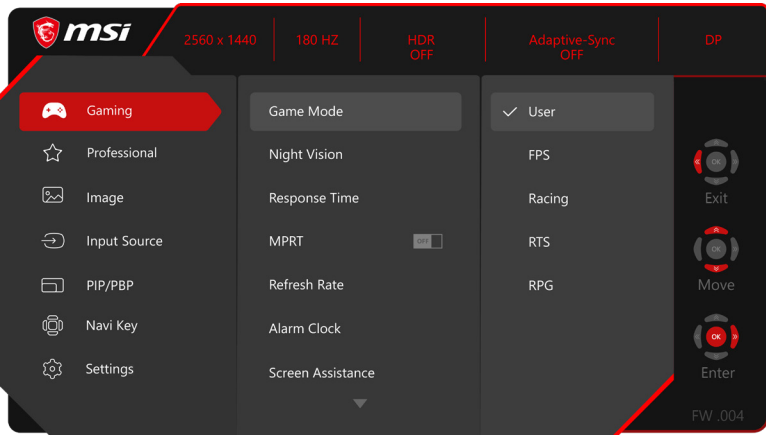 msi
2560 x 1440
180 HZ
HDR
OFF
Adaptive-Sync
OFF
DP
Gaming
Professional
Image
Input Source
PIP/PBP
Navi Key
Settings
Game Mode
Night Vision
Response Time
MPRT
OFF
Refresh Rate
Alarm Clock
Screen Assistance
User
FPS
Racing
RTS
RPG
OK
Exit
OK
Move
OK
Enter
FW .004